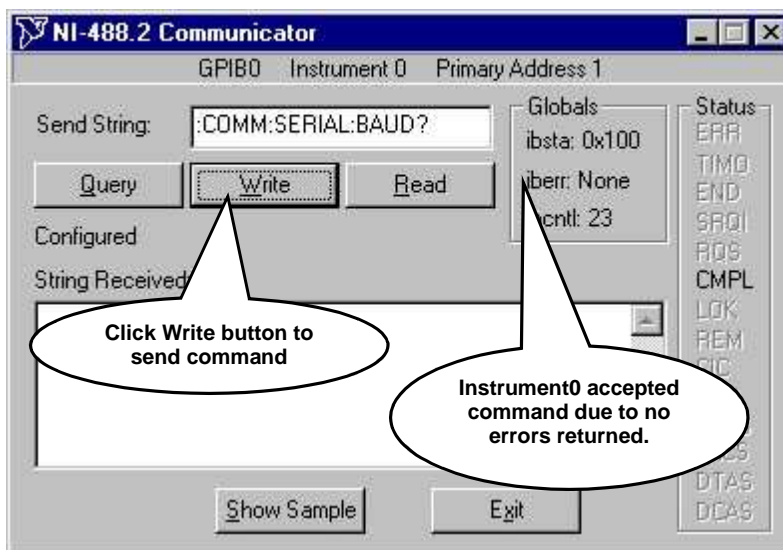 NI-488.2 Communicator
GPIB0 Instrument 0 Primary Address 1
Send String:
:COMM:SERIAL:BAUD?
Query
Write
Read
Configured
String Received
Globals
ibsta: 0x100
iberr: None
cntl: 23
Status
ERR
TIMO
END
SRQI
RQS
CMPL
LOK
REM
CIC
DTAS
DCAS
Click Write button to
send command
Instrument0 accepted
command due to no
errors returned.
Show Sample
Exit